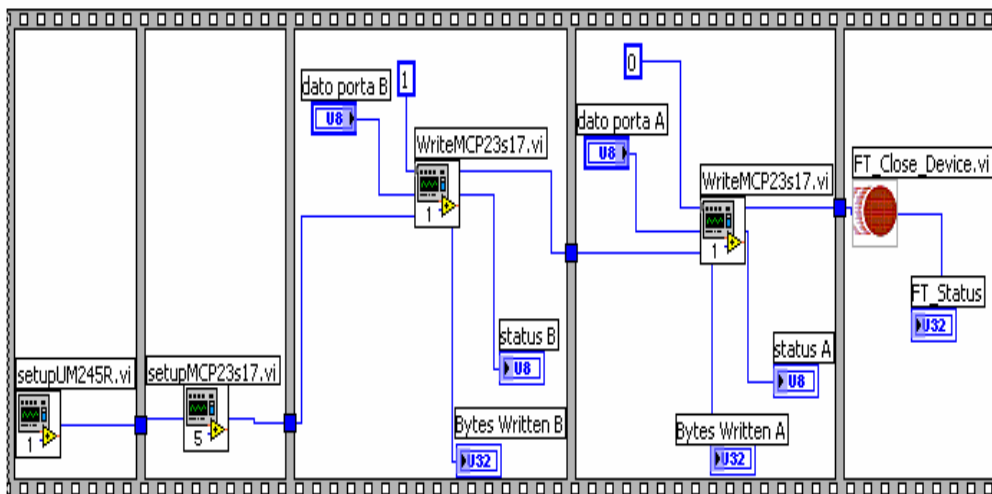 setupUM245R.vi
1
setupMCP23s17.vi
5
dato porta B
U8
1
WriteMCP23s17.vi
1
status B
U8
Bytes Written B
U32
0
dato porta A
U8
WriteMCP23s17.vi
1
status A
U8
Bytes Written A
U32
FT_Close_Device.vi
FT_Status
U32